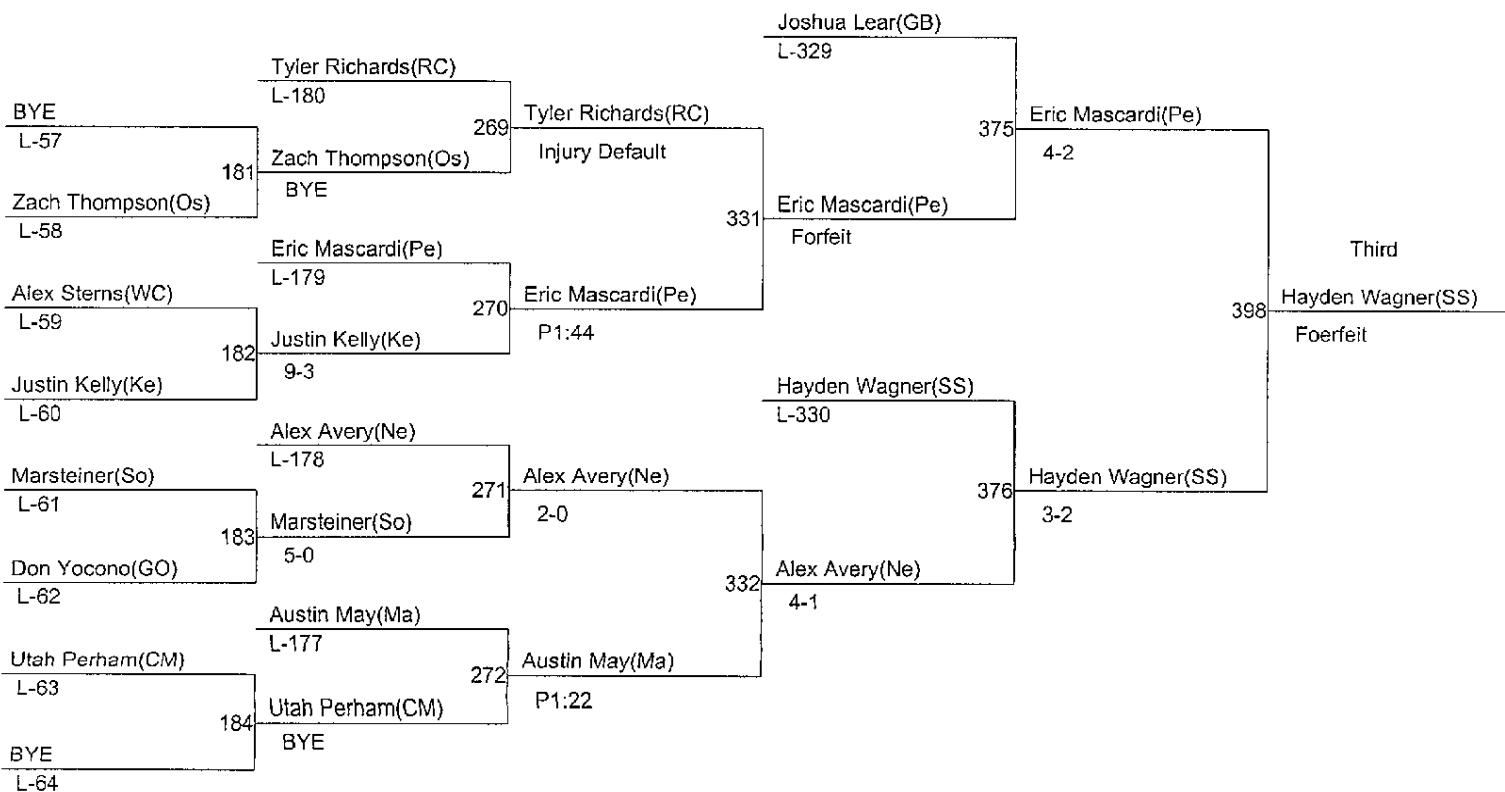 Joshua Lear(GB)
L-329
Tyler Richards(RC)
L-180
BYE
L-57
269
Tyler Richards(RC)
Injury Default
375
Eric Mascardi(Pe)
4-2
181
Zach Thompson(Os)
BYE
Zach Thompson(Os)
L-58
331
Eric Mascardi(Pe)
Forfeit
Eric Mascardi(Pe)
L-179
Third
Alex Sterns(WC)
L-59
270
Eric Mascardi(Pe)
P1:44
398
Hayden Wagner(SS)
Foerfeit
182
Justin Kelly(Ke)
9-3
Justin Kelly(Ke)
L-60
Hayden Wagner(SS)
L-330
Alex Avery(Ne)
L-178
Marsteiner(So)
L-61
271
Alex Avery(Ne)
2-0
376
Hayden Wagner(SS)
3-2
183
Marsteiner(So)
5-0
Don Yocono(GO)
L-62
332
Alex Avery(Ne)
4-1
Austin May(Ma)
L-177
Utah Perham(CM)
L-63
272
Austin May(Ma)
P1:22
184
Utah Perham(CM)
BYE
BYE
L-64